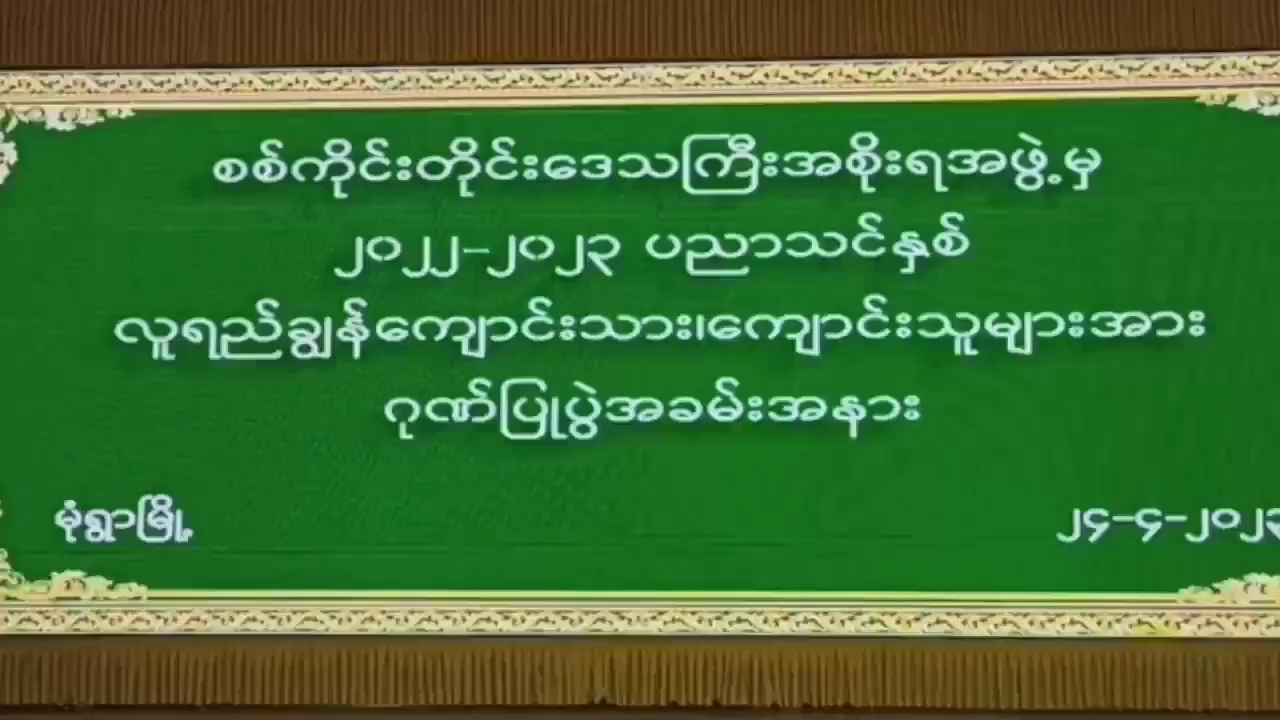 စစ်ကိုင်းတိုင်းဒေသကြီးအစိုးရအဖွဲ့မှ
၂၀၂၂-၂၀၂၃ ပညာသင်နှစ်
လူရည်ချွန်ကျောင်းသား၊ကျောင်းသူများအား
ဂုဏ်ပြုပွဲအခမ်းအနား
မုံရွာမြို့
၂၄-၄-၂၀၂၃